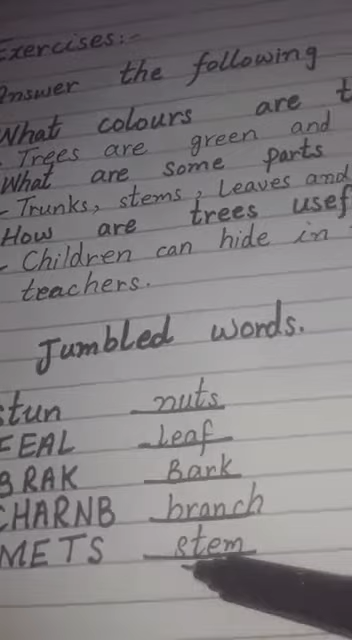 Exercises:-
Answer the following
What colours are t
- Trees are green and
What are some parts
- Trunks, stems, Leaves and
How are trees usef
- Children can hide in
teachers.
Jumbled words.
stun nuts
FEAL leaf
BRAK Bark
CHARNB branch
METS stem